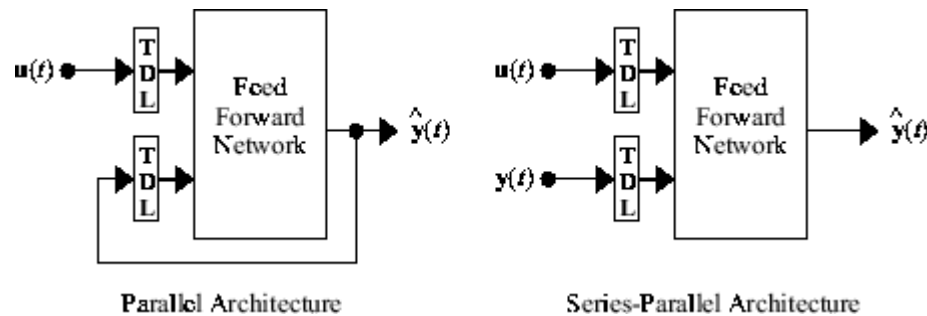 u(t)
T
D
L
T
D
L
Feed
Forward
Network
ŷ(t)
Parallel Architecture
u(t)
y(t)
T
D
L
T
D
L
Feed
Forward
Network
ŷ(t)
Series-Parallel Architecture